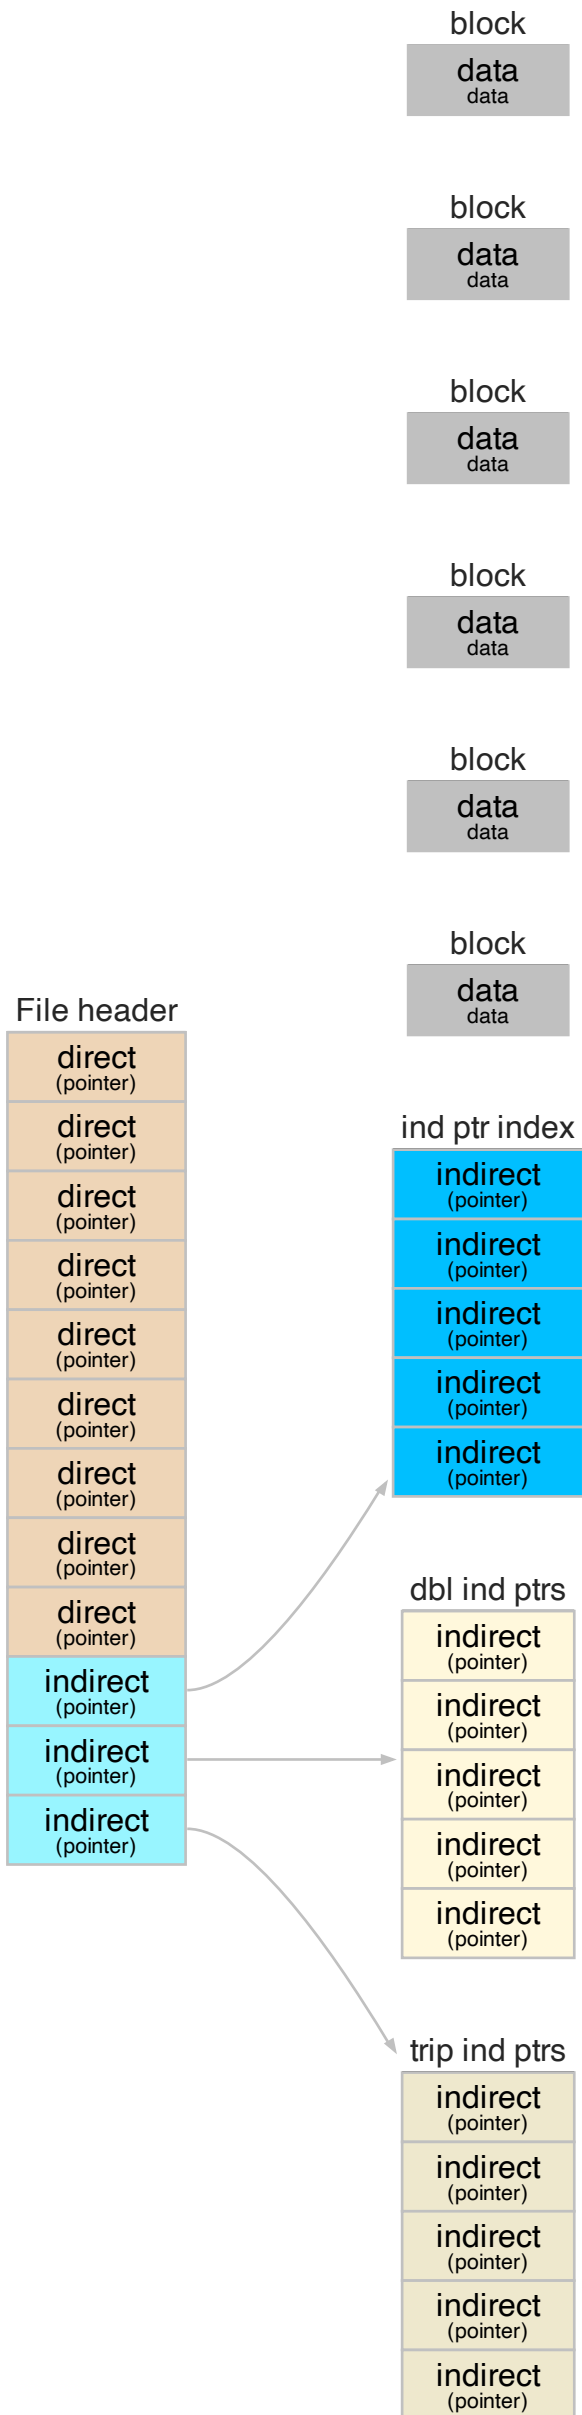 block
data
data
block
data
data
block
data
data
block
data
data
block
data
data
block
data
data
File header
direct
(pointer)
direct
(pointer)
direct
(pointer)
direct
(pointer)
direct
(pointer)
direct
(pointer)
direct
(pointer)
direct
(pointer)
direct
(pointer)
indirect
(pointer)
indirect
(pointer)
indirect
(pointer)
ind ptr index
indirect
(pointer)
indirect
(pointer)
indirect
(pointer)
indirect
(pointer)
indirect
(pointer)
dbl ind ptrs
indirect
(pointer)
indirect
(pointer)
indirect
(pointer)
indirect
(pointer)
indirect
(pointer)
trip ind ptrs
indirect
(pointer)
indirect
(pointer)
indirect
(pointer)
indirect
(pointer)
indirect
(pointer)